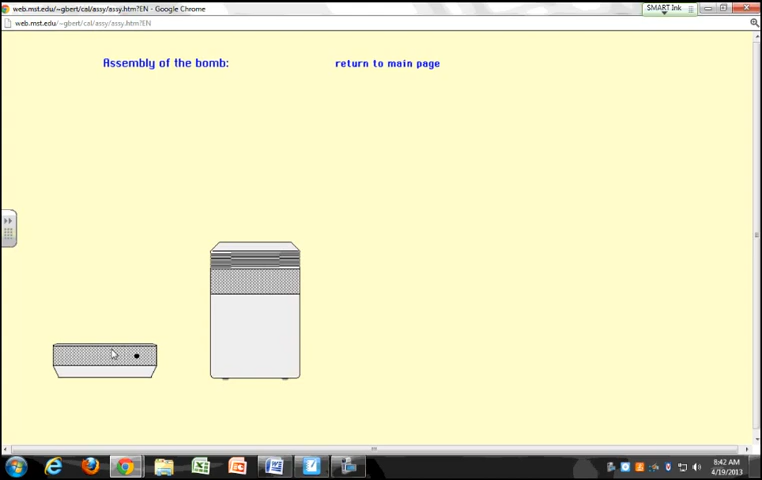 web.mst.edu/~gbert/cal/assy/assy.htm?EN - Google Chrome
SMART Ink
web.mst.edu/~gbert/cal/assy/assy.htm?EN
Assembly of the bomb:
return to main page
8:42 AM
4/19/2013